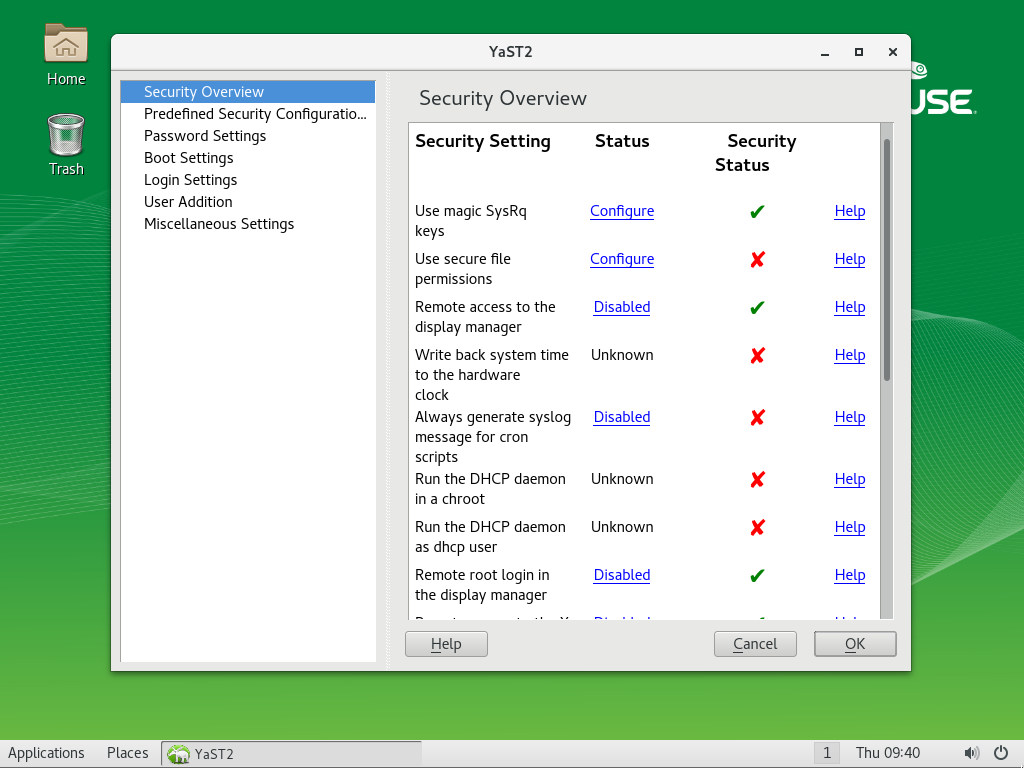 Home
Trash
USE
YaST2
Security Overview
Predefined Security Configuratio...
Password Settings
Boot Settings
Login Settings
User Addition
Miscellaneous Settings
Security Overview
Security Setting Status Security
Status
Use magic SysRq Configure ✔ Help
keys
Use secure file Configure ✘ Help
permissions
Remote access to the Disabled ✔ Help
display manager
Write back system time Unknown ✘ Help
to the hardware
clock
Always generate syslog Disabled ✘ Help
message for cron
scripts
Run the DHCP daemon Unknown ✘ Help
in a chroot
Run the DHCP daemon Unknown ✘ Help
as dhcp user
Remote root login in Disabled ✔ Help
the display manager
Help Cancel OK
Applications Places YaST2 1 Thu 09:40